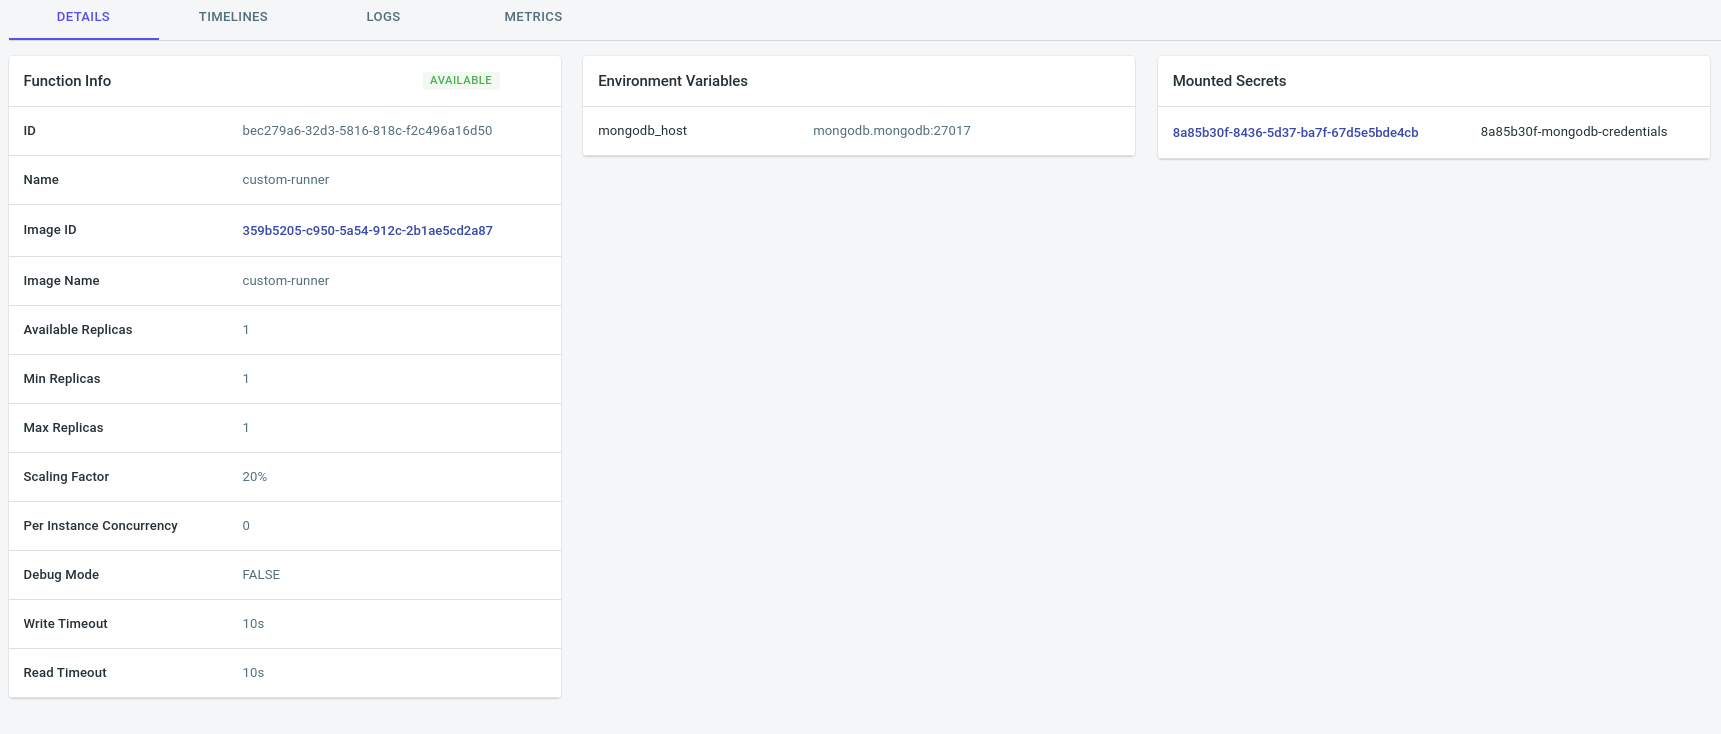 DETAILS TIMELINES LOGS METRICS
Function Info AVAILABLE
ID bec279a6-32d3-5816-818c-f2c496a16d50
Name custom-runner
Image ID 359b5205-c950-5a54-912c-2b1ae5cd2a87
Image Name custom-runner
Available Replicas 1
Min Replicas 1
Max Replicas 1
Scaling Factor 20%
Per Instance Concurrency 0
Debug Mode FALSE
Write Timeout 10s
Read Timeout 10s
Environment Variables
mongodb_host mongodb.mongodb:27017
Mounted Secrets
8a85b30f-8436-5d37-ba7f-67d5e5bde4cb 8a85b30f-mongodb-credentials